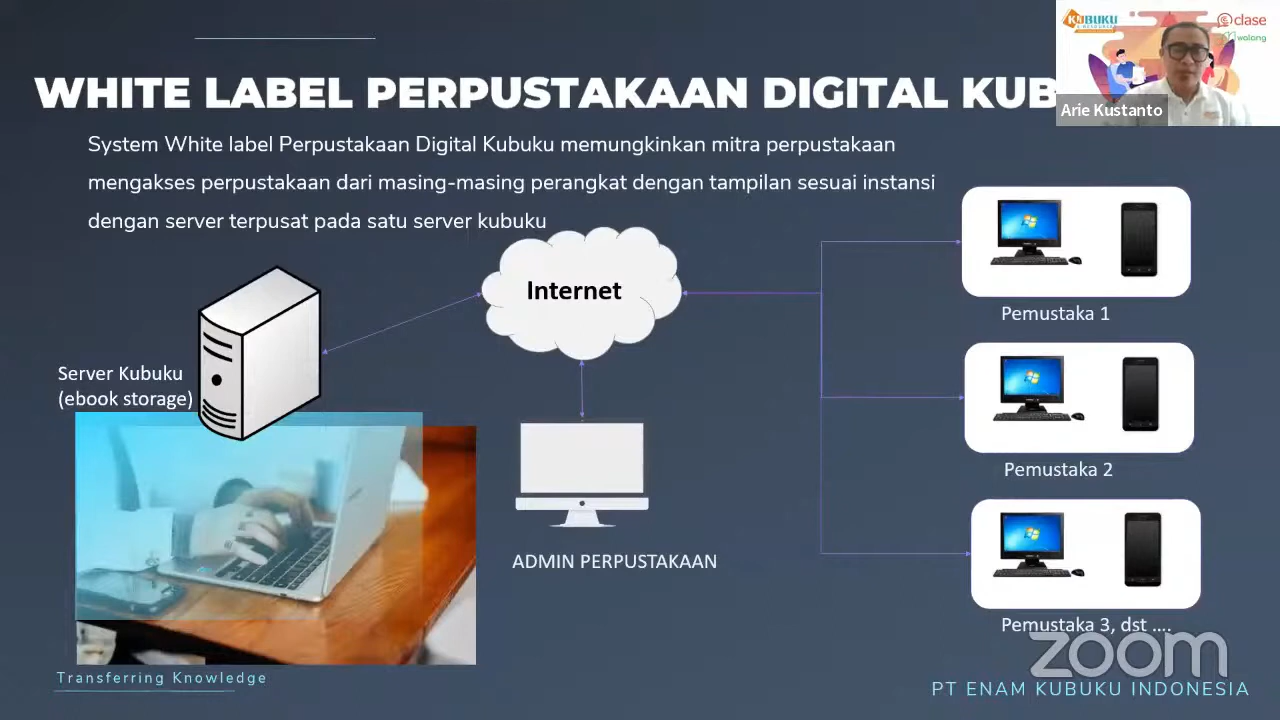 WHITE LABEL PERPUSTAKAAN DIGITAL KUB
KUBUKU
clase
walang
Arie Kustanto
System White label Perpustakaan Digital Kubuku memungkinkan mitra perpustakaan
mengakses perpustakaan dari masing-masing perangkat dengan tampilan sesuai instansi
dengan server terpusat pada satu server kubuku
Internet
Pemustaka 1
Server Kubuku
(ebook storage)
Pemustaka 2
ADMIN PERPUSTAKAAN
Pemustaka 3, dst ....
zoom
Transferring Knowledge
PT ENAM KUBUKU INDONESIA